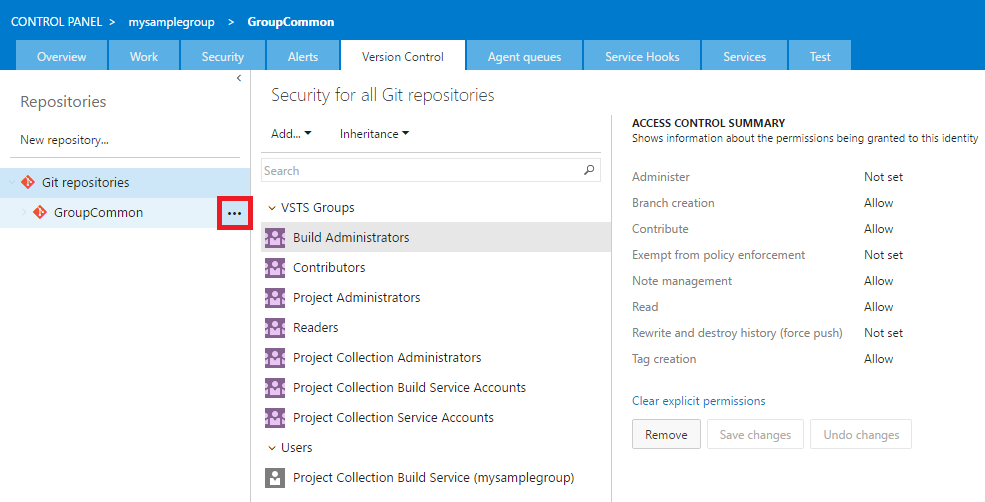 CONTROL PANEL > mysamplegroup > GroupCommon
Overview Work Security Alerts Version Control Agent queues Service Hooks Services Test
Repositories
New repository...
Git repositories
GroupCommon
Security for all Git repositories
Add... Inheritance
Search
VSTS Groups
Build Administrators
Contributors
Project Administrators
Readers
Project Collection Administrators
Project Collection Build Service Accounts
Project Collection Service Accounts
Users
Project Collection Build Service (mysamplegroup)
ACCESS CONTROL SUMMARY
Shows information about the permissions being granted to this identity
Administer Not set
Branch creation Allow
Contribute Allow
Exempt from policy enforcement Not set
Note management Allow
Read Allow
Rewrite and destroy history (force push) Not set
Tag creation Allow
Clear explicit permissions
Remove Save changes Undo changes